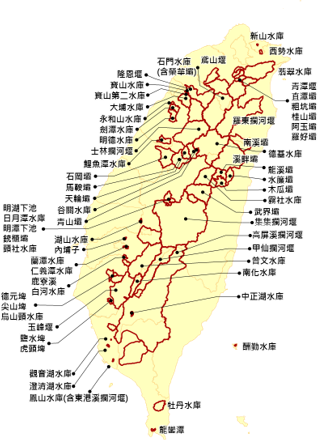 新山水庫
西勢水庫
鳶山堰
石門水庫
(含榮華壩)
翡翠水庫
隆恩堰
寶山水庫
寶山第二水庫
大埔水庫
永和山水庫
劍潭水庫
明德水庫
士林攔河堰
鯉魚潭水庫
青潭堰
直潭壩
粗坑壩
桂山壩
阿玉壩
羅好壩
羅東攔河堰
南溪壩
溪畔壩
德基水庫
石岡壩
馬鞍壩
天輪壩
谷關水庫
青山壩
龍溪壩
水簾壩
木瓜壩
霧社水庫
武界壩
集集攔河堰
高屏溪攔河堰
甲仙攔河堰
曾文水庫
南化水庫
中正湖水庫
明湖下池
日月潭水庫
明潭下池
銃櫃壩
頭社水庫
湖山水庫
內埔子
蘭潭水庫
仁義潭水庫
鹿寮溪
白河水庫
德元埤
尖山埤
烏山頭水庫
玉峰堰
鹽水埤
虎頭埤
觀音湖水庫
澄清湖水庫
鳳山水庫(含東港溪攔河堰)
酬勤水庫
牡丹水庫
龍鑾潭